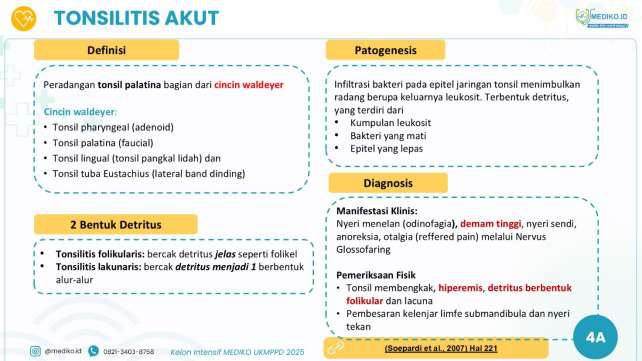 TONSILITIS AKUT
MEDIKO.ID
Definisi
Peradangan tonsil palatina bagian dari cincin waldeyer
Cincin waldeyer:
• Tonsil pharyngeal (adenoid)
• Tonsil palatina (faucial)
• Tonsil lingual (tonsil pangkal lidah) dan
• Tonsil tuba Eustachius (lateral band dinding)
2 Bentuk Detritus
• Tonsilitis folikularis: bercak detritus jelas seperti folikel
• Tonsilitis lakunaris: bercak detritus menjadi 1 berbentuk
alur-alur
Patogenesis
Infiltrasi bakteri pada epitel jaringan tonsil menimbulkan
radang berupa keluarnya leukosit. Terbentuk detritus,
yang terdiri dari
• Kumpulan leukosit
• Bakteri yang mati
• Epitel yang lepas
Diagnosis
Manifestasi Klinis:
Nyeri menelan (odinofagia), demam tinggi, nyeri sendi,
anoreksia, otalgia (reffered pain) melalui Nervus
Glossofaring
Pemeriksaan Fisik
• Tonsil membengkak, hiperemis, detritus berbentuk
folikular dan lacuna
• Pembesaran kelenjar limfe submandibula dan nyeri
tekan
4A
@mediko.id
0821-3403-8758
Kelon Intensif MEDIKO UKMPPD 2025
(Soepardi et al., 2007) Hal 221